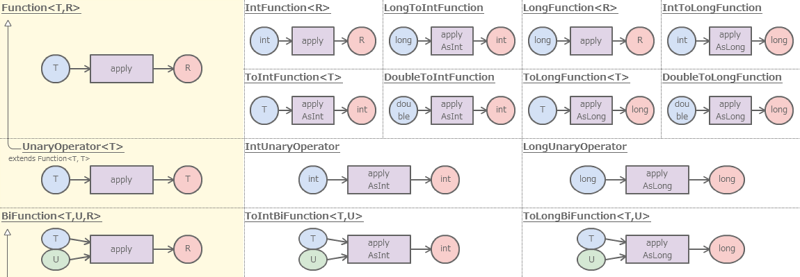 Function<T,R>
T apply R
IntFunction<R>
int apply R
LongToIntFunction
long apply
AsInt int
LongFunction<R>
long apply R
IntToLongFunction
int apply
AsLong long
ToIntFunction<T>
T apply
AsInt int
DoubleToIntFunction
dou
ble apply
AsInt int
ToLongFunction<T>
T apply
AsLong long
DoubleToLongFunction
dou
ble apply
AsLong long
UnaryOperator<T>
extends Function<T, T>
T apply T
IntUnaryOperator
int apply
AsInt int
LongUnaryOperator
long apply
AsLong long
BiFunction<T,U,R>
T
U apply R
ToIntBiFunction<T,U>
T
U apply
AsInt int
ToLongBiFunction<T,U>
T
U apply
AsLong long